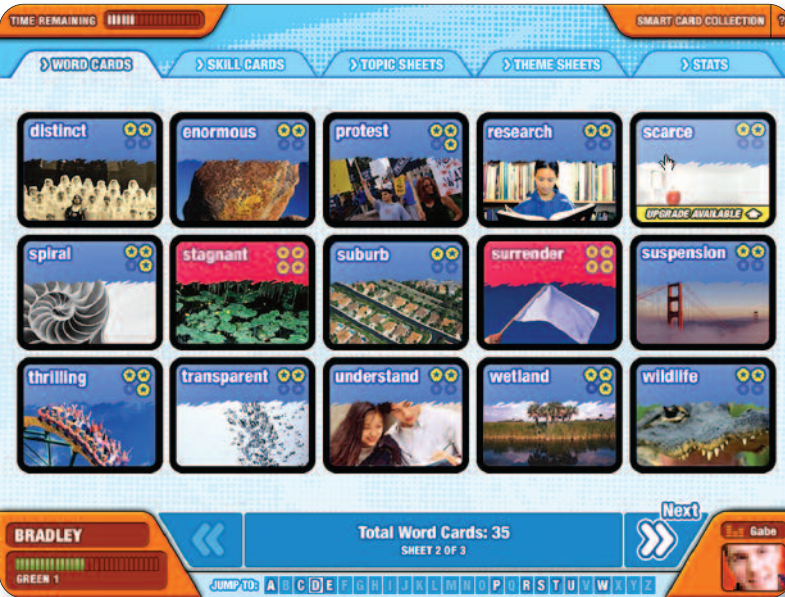 TIME REMAINING
SMART CARD COLLECTION ?
> WORD CARDS
> SKILL CARDS
> TOPIC SHEETS
> THEME SHEETS
> STATS
distinct
enormous
protest
research
scarce
UPGRADE AVAILABLE
spiral
stagnant
suburb
surrender
suspension
thrilling
transparent
understand
wetland
wildlife
BRADLEY
GREEN 1
Total Word Cards: 35
SHEET 2 OF 3
Next
Gabe
JUMP TO: A B C D E F G H I J K L M N O P Q R S T U V W X Y Z